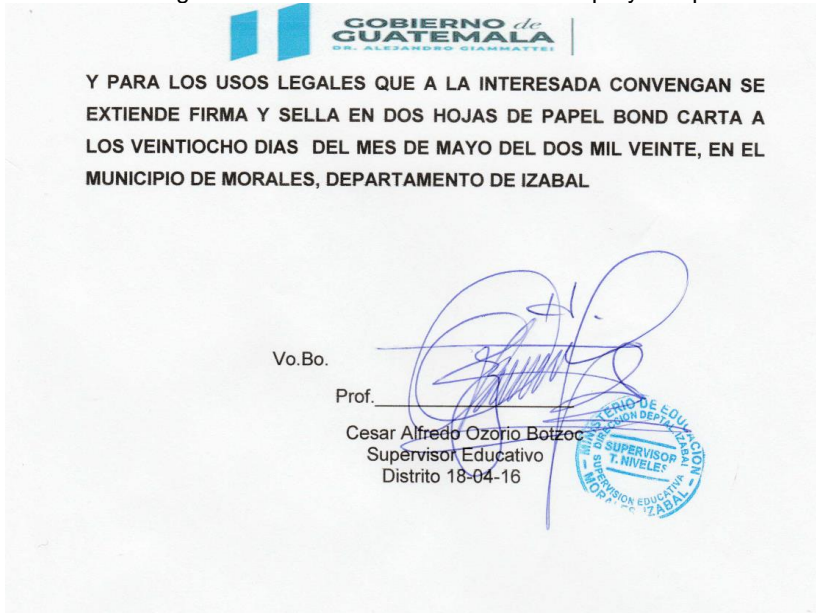 GOBIERNO de
GUATEMALA
DR. ALEJANDRO GIAMMATTEI
Y PARA LOS USOS LEGALES QUE A LA INTERESADA CONVENGAN SE
EXTIENDE FIRMA Y SELLA EN DOS HOJAS DE PAPEL BOND CARTA A
LOS VEINTIOCHO DIAS DEL MES DE MAYO DEL DOS MIL VEINTE, EN EL
MUNICIPIO DE MORALES, DEPARTAMENTO DE IZABAL
Vo.Bo.
Prof.
Cesar Alfredo Ozorio Botzoc
Supervisor Educativo
Distrito 18-04-16
MINISTERIO DE EDUCACION
DIRECCION DEPTAL. IZABAL
SUPERVISOR
T. NIVELES
SUPERVISION EDUCATIVA
- MORALES IZABAL -